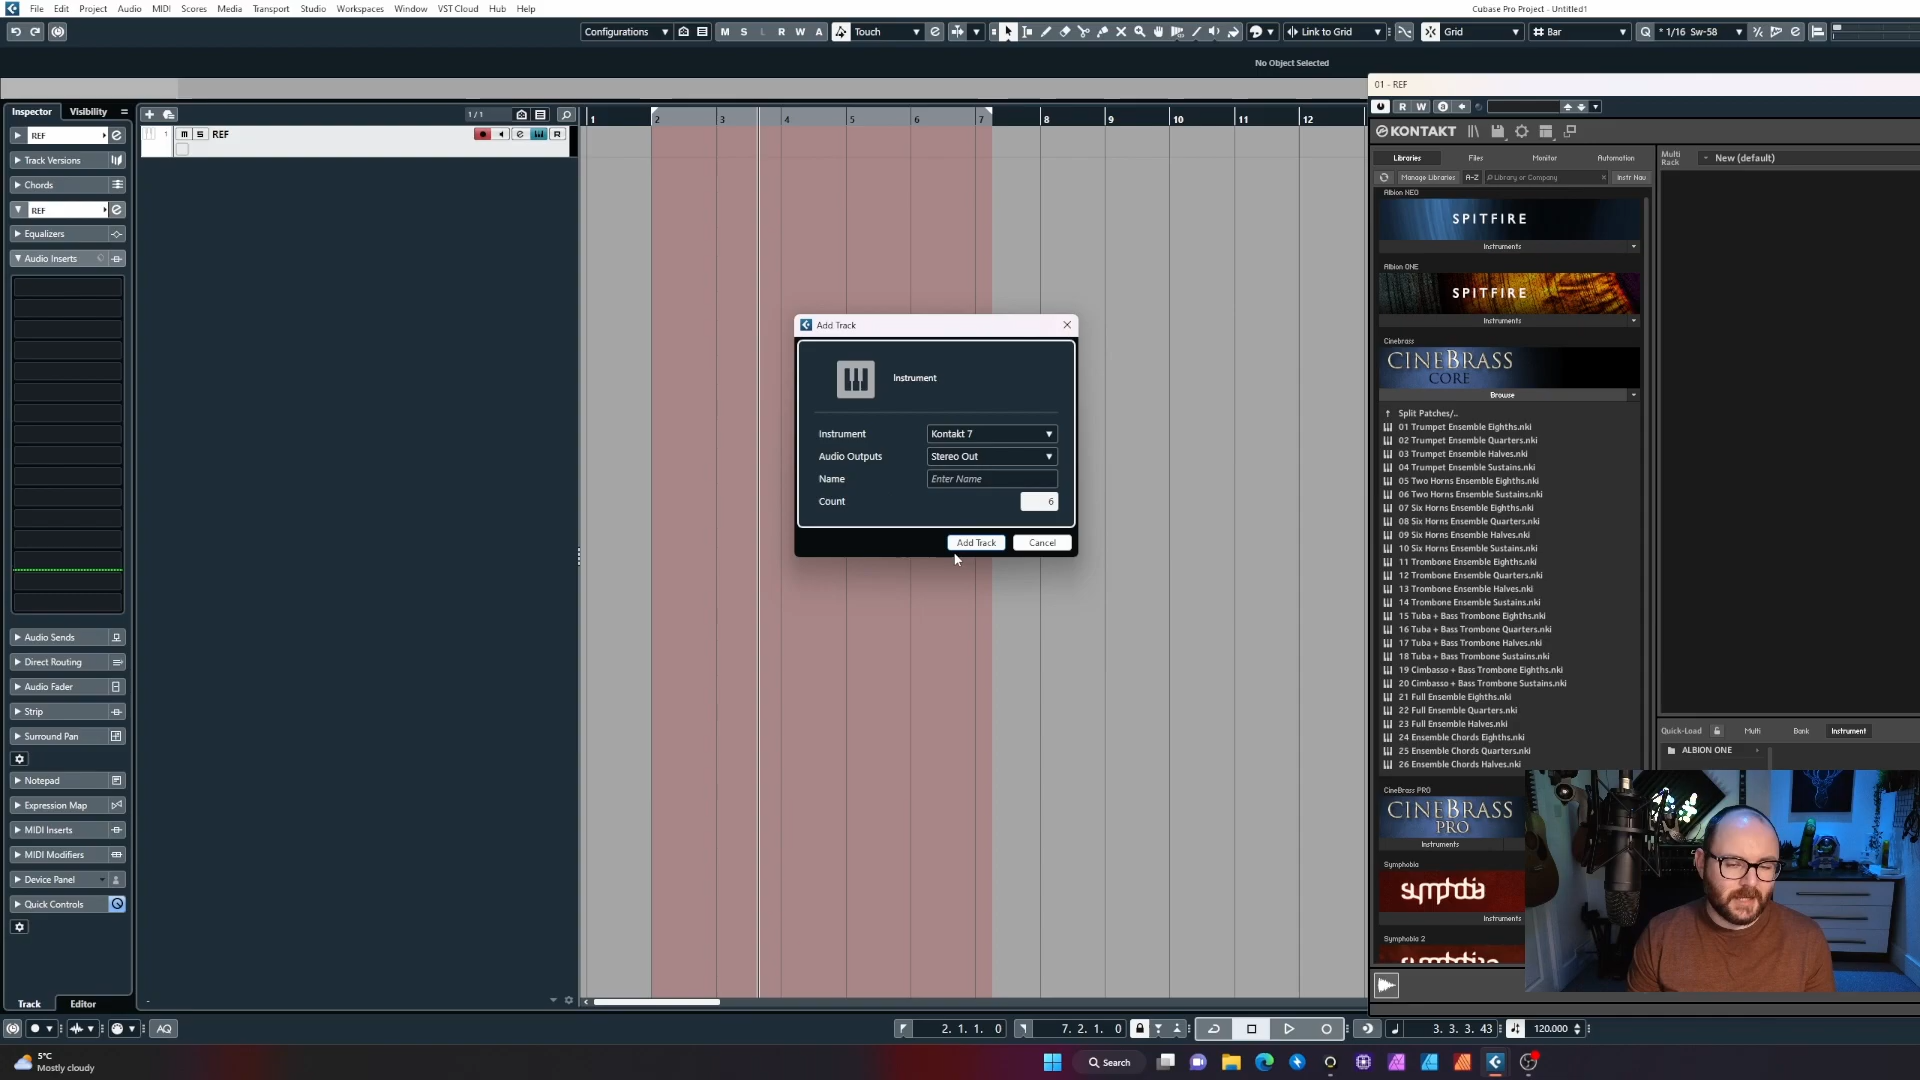 File Edit Project Audio MIDI Scores Media Transport Studio Workspaces Window VST Cloud Hub Help
Cubase Pro Project - Untitled1
Configurations M S L R W A Touch Link to Grid Grid Bar Q * 1/16 Sw-58
No Object Selected
Inspector Visibility
1 / 1
1 2 3 4 5 6 7 8 9 10 11 12
REF
1 m S REF R
Track Versions
Chords
REF
Equalizers
Audio Inserts
Audio Sends
Direct Routing
Audio Fader
Strip
Surround Pan
Notepad
Expression Map
MIDI Inserts
MIDI Modifiers
Device Panel
Quick Controls
Track Editor
Add Track
Instrument
Instrument Kontakt 7
Audio Outputs Stereo Out
Name Enter Name
Count 6
Add Track Cancel
01 - REF
R W
KONTAKT
Libraries Files Monitor Automation
Multi Rack New (default)
Manage Libraries A-Z Library or Company Instr Nav
Albion NEO
SPITFIRE
Instruments
Albion ONE
SPITFIRE
Instruments
Cinebrass
CINEBRASS
CORE
Browse
Split Patches/..
01 Trumpet Ensemble Eighths.nki
02 Trumpet Ensemble Quarters.nki
03 Trumpet Ensemble Halves.nki
04 Trumpet Ensemble Sustains.nki
05 Two Horns Ensemble Eighths.nki
06 Two Horns Ensemble Sustains.nki
07 Six Horns Ensemble Eighths.nki
08 Six Horns Ensemble Quarters.nki
09 Six Horns Ensemble Halves.nki
10 Six Horns Ensemble Sustains.nki
11 Trombone Ensemble Eighths.nki
12 Trombone Ensemble Quarters.nki
13 Trombone Ensemble Halves.nki
14 Trombone Ensemble Sustains.nki
15 Tuba + Bass Trombone Eighths.nki
16 Tuba + Bass Trombone Quarters.nki
17 Tuba + Bass Trombone Halves.nki
18 Tuba + Bass Trombone Sustains.nki
19 Cimbasso + Bass Trombone Eighths.nki
20 Cimbasso + Bass Trombone Sustains.nki
21 Full Ensemble Eighths.nki
22 Full Ensemble Quarters.nki
23 Full Ensemble Halves.nki
24 Ensemble Chords Eighths.nki
25 Ensemble Chords Quarters.nki
26 Ensemble Chords Halves.nki
Quick-Load Multi Bank Instrument
ALBION ONE
CineBrass PRO
CINEBRASS
PRO
Instruments
Symphobia
symphobia
Instruments
Symphobia 2
AQ
2. 1. 1. 0 7. 2. 1. 0 3. 3. 3. 43 120.000
5°C
Mostly cloudy
Search